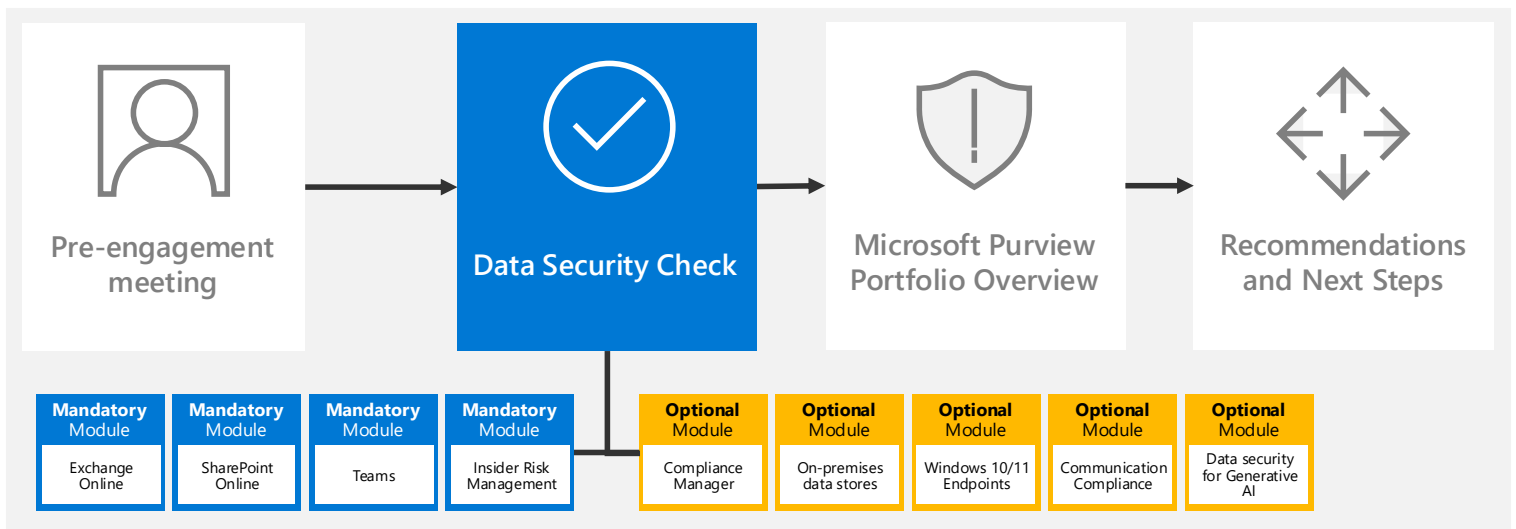 Pre-engagement
meeting
Data Security Check
Microsoft Purview
Portfolio Overview
Recommendations
and Next Steps
Mandatory
Module
Exchange
Online
Mandatory
Module
SharePoint
Online
Mandatory
Module
Teams
Mandatory
Module
Insider Risk
Management
Optional
Module
Compliance
Manager
Optional
Module
On-premises
data stores
Optional
Module
Windows 10/11
Endpoints
Optional
Module
Communication
Compliance
Optional
Module
Data security
for Generative
AI